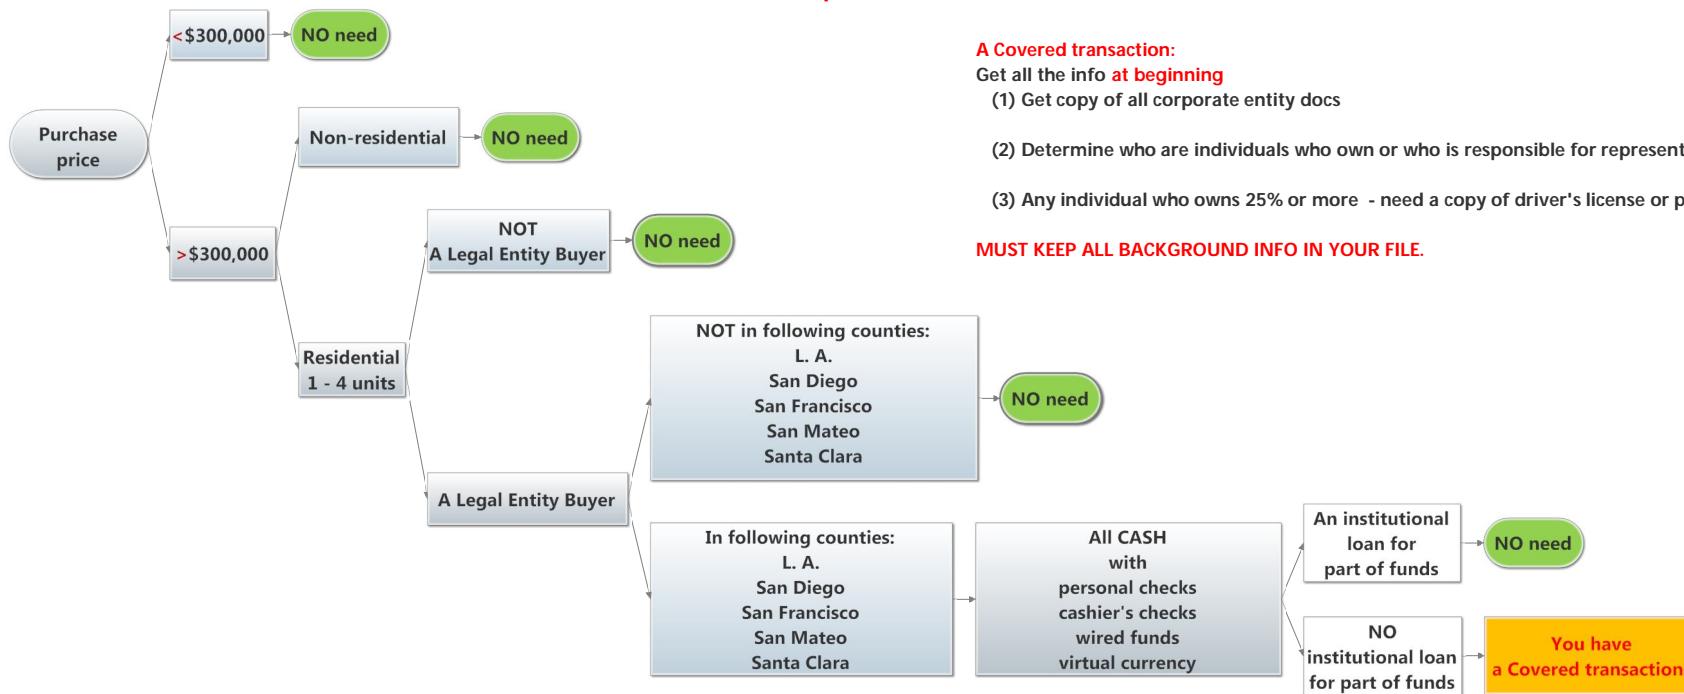 <$300,000
NO need
Purchase
price
>$300,000
Non-residential
NO need
Residential
1 - 4 units
NOT
A Legal Entity Buyer
NO need
A Legal Entity Buyer
NOT in following counties:
L. A.
San Diego
San Francisco
San Mateo
Santa Clara
NO need
In following counties:
L. A.
San Diego
San Francisco
San Mateo
Santa Clara
All CASH
with
personal checks
cashier's checks
wired funds
virtual currency
An institutional
loan for
part of funds
NO need
NO
institutional loan
for part of funds
You have
a Covered transaction
A Covered transaction:
Get all the info at beginning
(1) Get copy of all corporate entity docs
(2) Determine who are individuals who own or who is responsible for represent
(3) Any individual who owns 25% or more - need a copy of driver's license or p
MUST KEEP ALL BACKGROUND INFO IN YOUR FILE.